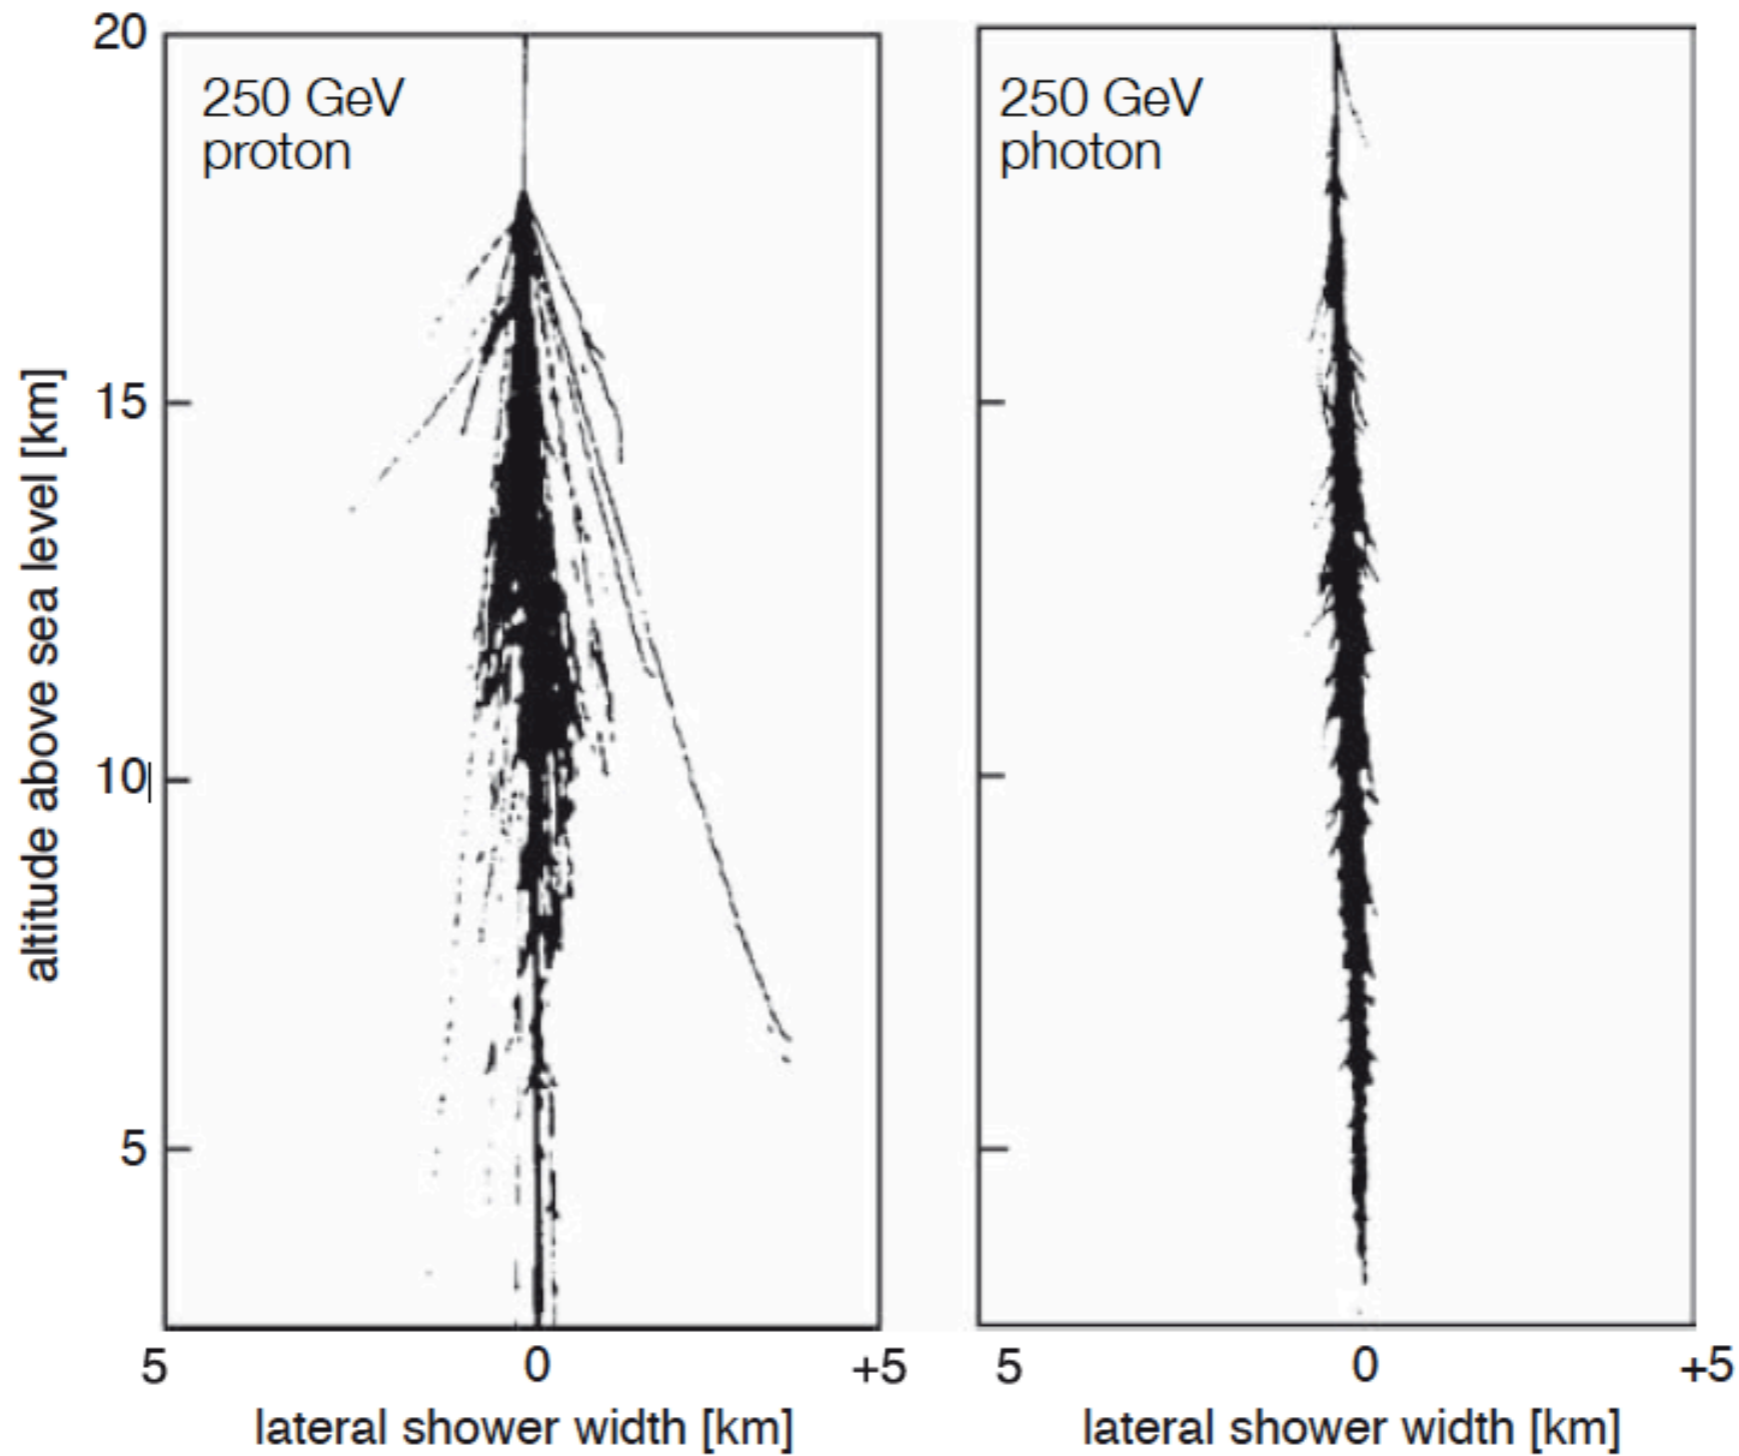 20
250 GeV
proton
250 GeV
photon
15
10
5
altitude above sea level [km]
5 0 +5
5 0 +5
lateral shower width [km]
lateral shower width [km]